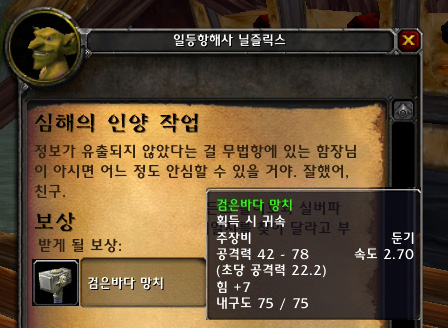 일등항해사 닐즐릭스
심해의 인양 작업
정보가 유출되지 않았다는 걸 무법항에 있는 함장님
이 아시면 어느 정도 안심할 수 있을 거야. 잘했어,
친구.
실버파
달라고 부
보상
받게 될 보상:
검은바다 망치
검은바다 망치
획득 시 귀속
주장비 둔기
공격력 42 - 78 속도 2.70
(초당 공격력 22.2)
힘 +7
내구도 75 / 75